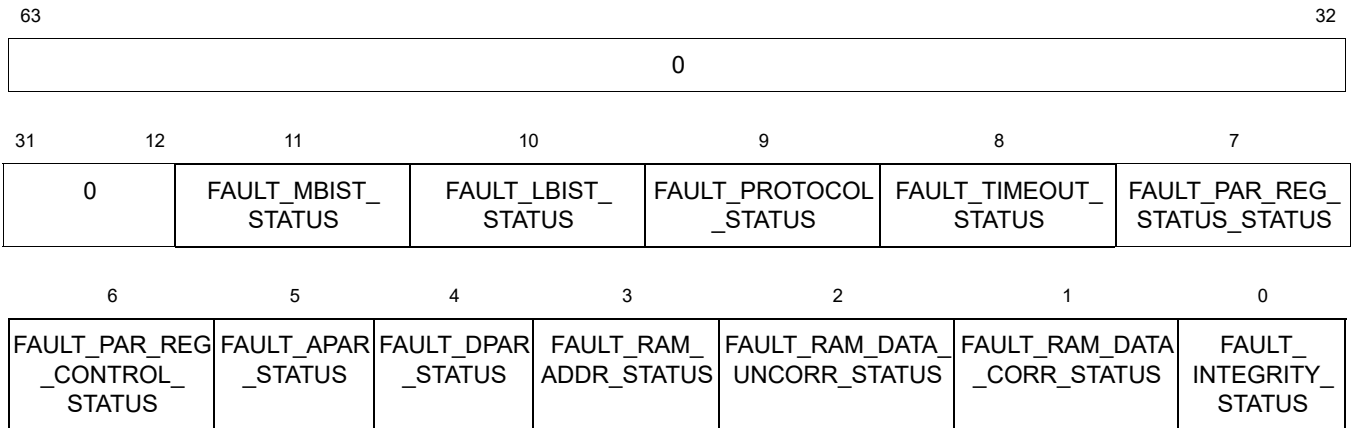 63 32
0
31 12 11 10 9 8 7
0 FAULT_MBIST_ FAULT_LBIST_ FAULT_PROTOCOL FAULT_TIMEOUT_ FAULT_PAR_REG_
STATUS STATUS _STATUS STATUS STATUS_STATUS
6 5 4 3 2 1 0
FAULT_PAR_REG FAULT_APAR FAULT_DPAR FAULT_RAM_ FAULT_RAM_DATA_ FAULT_RAM_DATA FAULT_
_CONTROL_ _STATUS _STATUS ADDR_STATUS UNCORR_STATUS _CORR_STATUS INTEGRITY_
STATUS STATUS